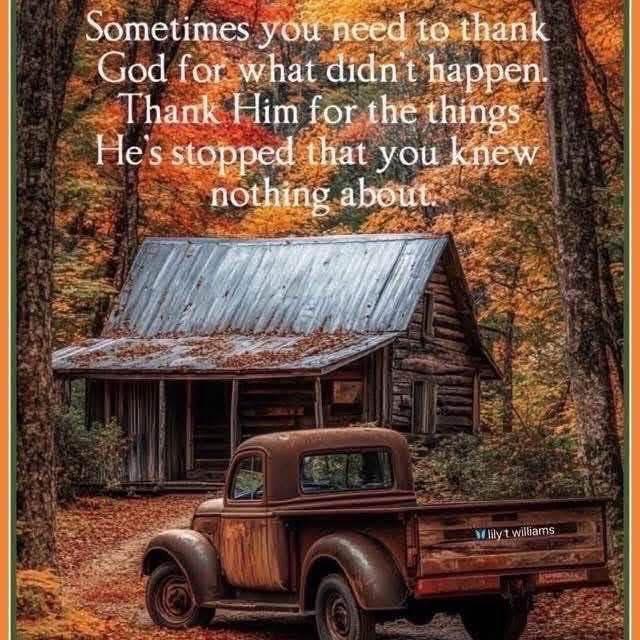 Sometimes you need to thank
God for what didn't happen.
Thank Him for the things
He's stopped that you knew
nothing about.
lily t williams